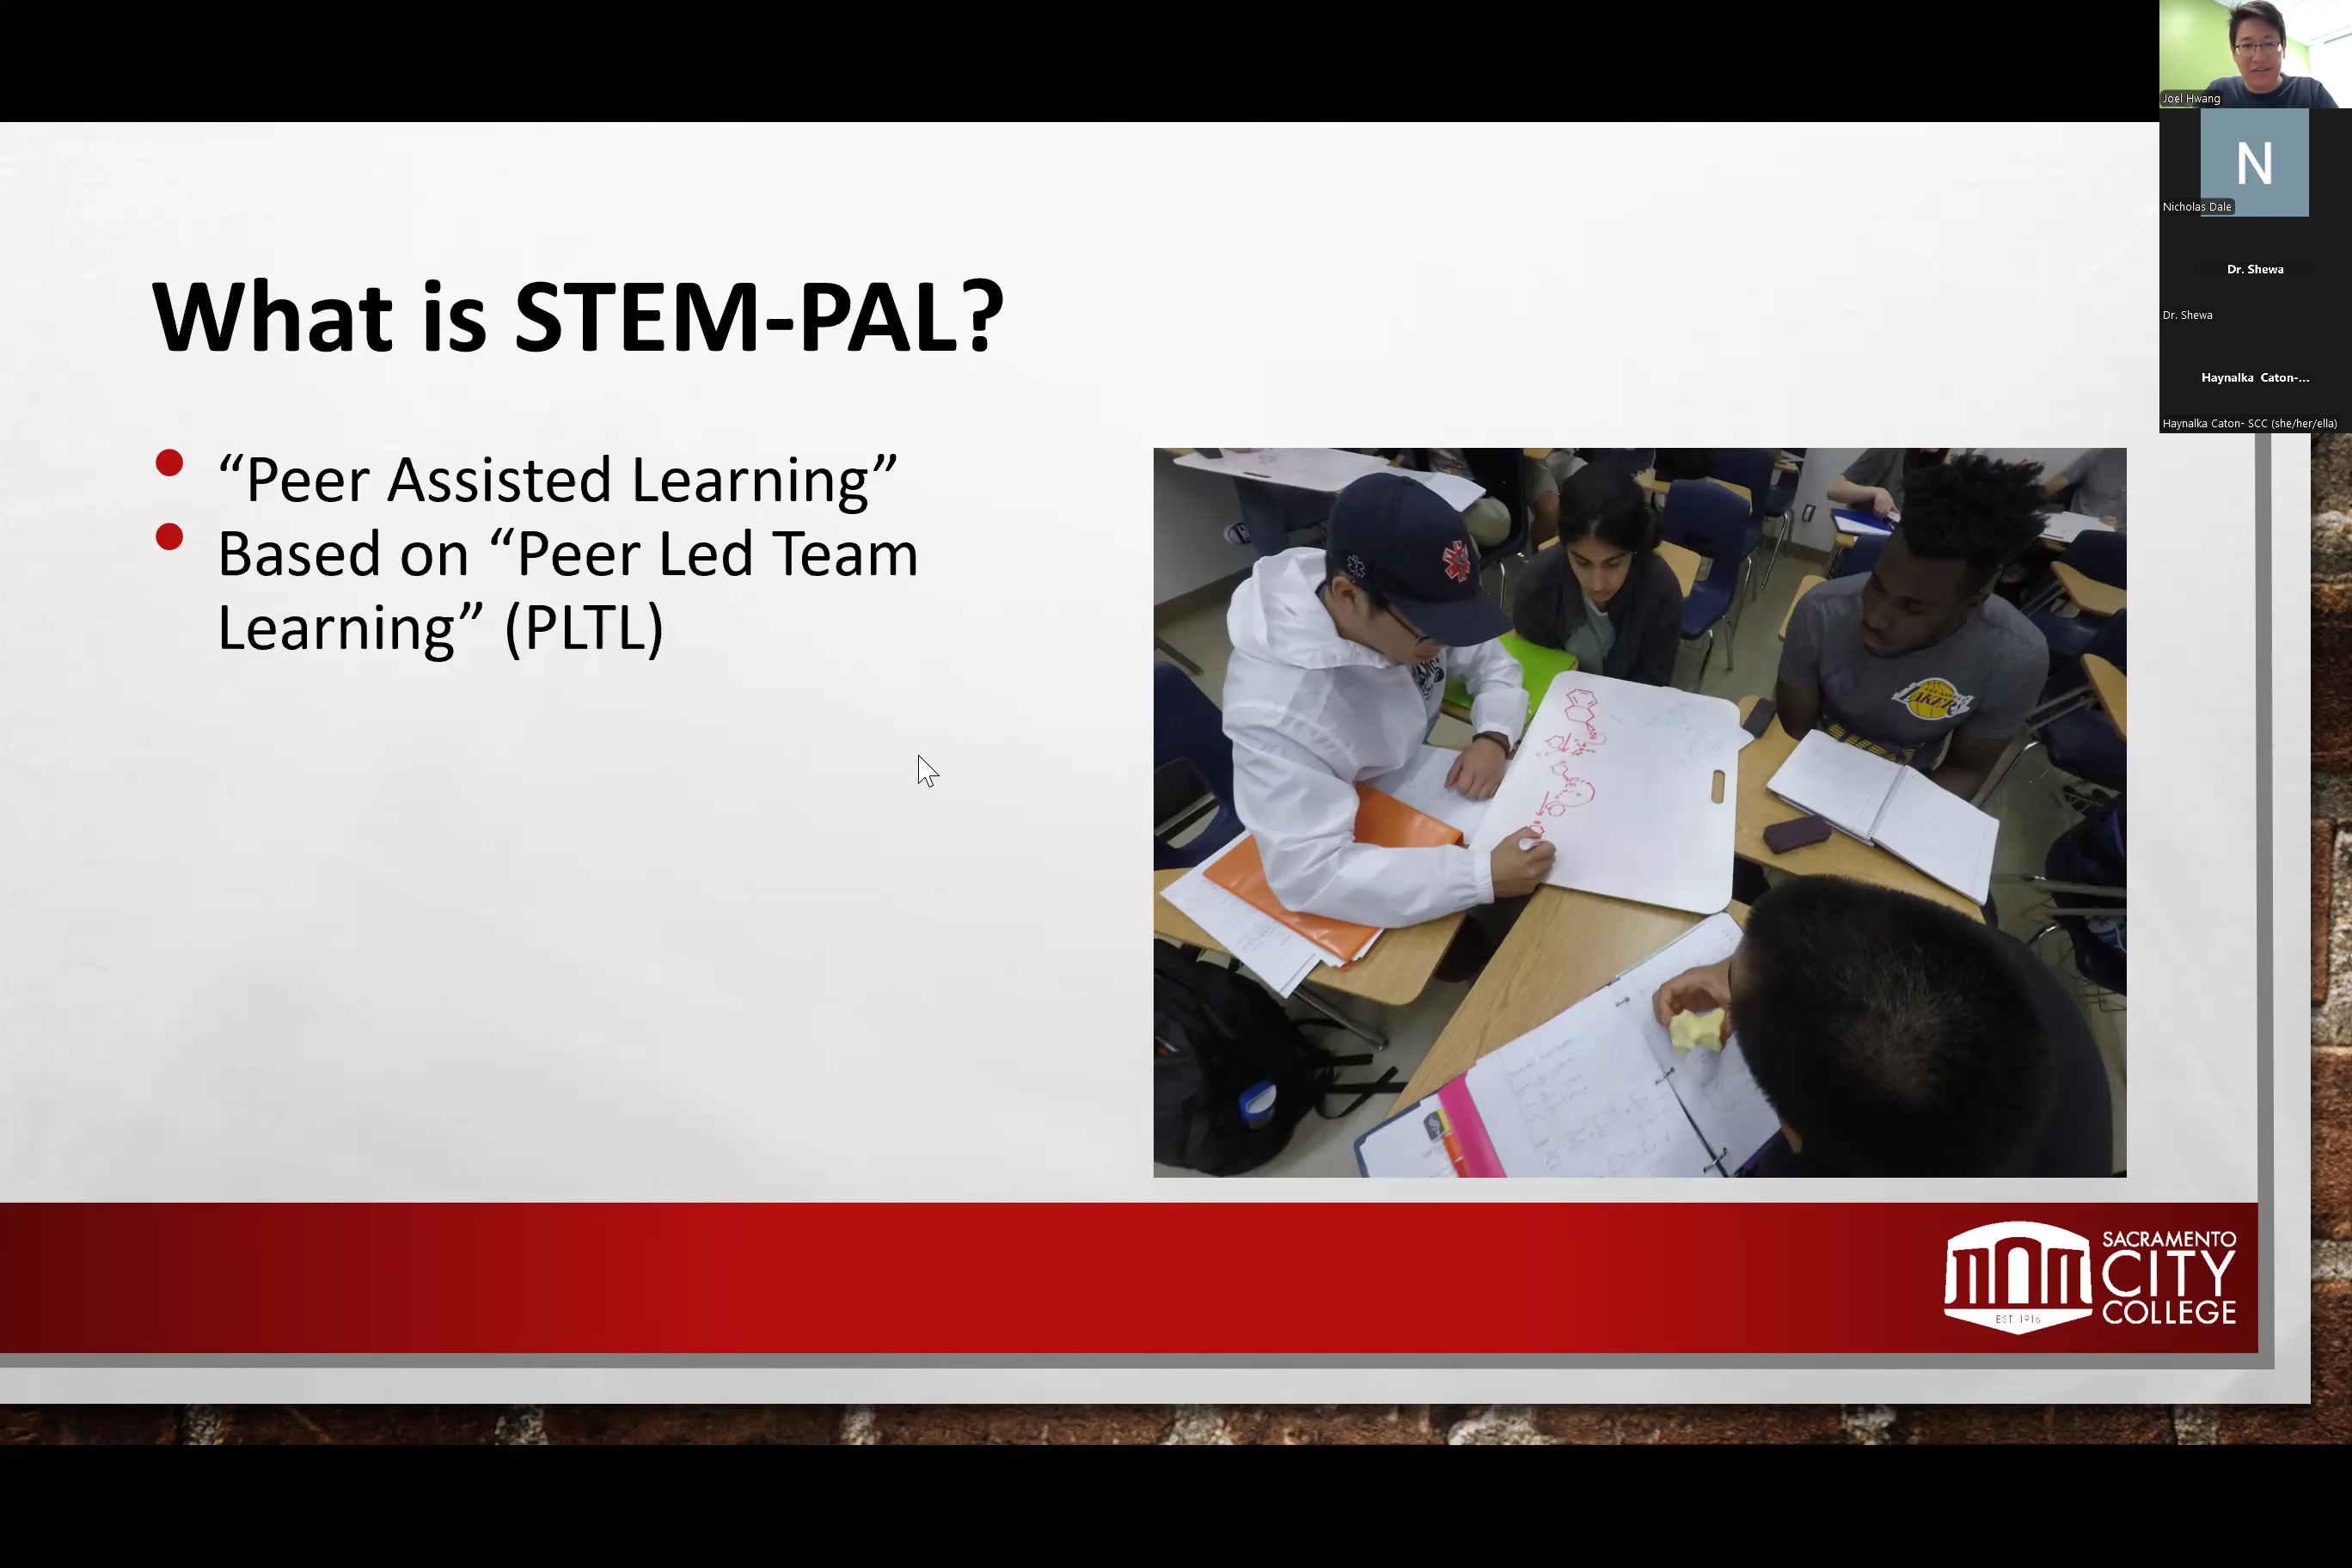 What is STEM-PAL?
“Peer Assisted Learning”
Based on “Peer Led Team
Learning” (PLTL)
LAKERS
SACRAMENTO
CITY
COLLEGE
EST. 1916
Joel Hwang
N
Nicholas Dale
Dr. Shewa
Dr. Shewa
Haynalka Caton-...
Haynalka Caton- SCC (she/her/ella)